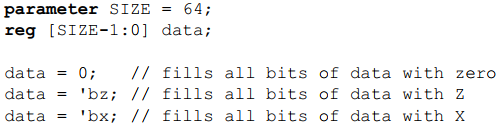 parameter SIZE = 64;
reg [SIZE-1:0] data;
data = 0; // fills all bits of data with zero
data = 'bz; // fills all bits of data with Z
data = 'bx; // fills all bits of data with X